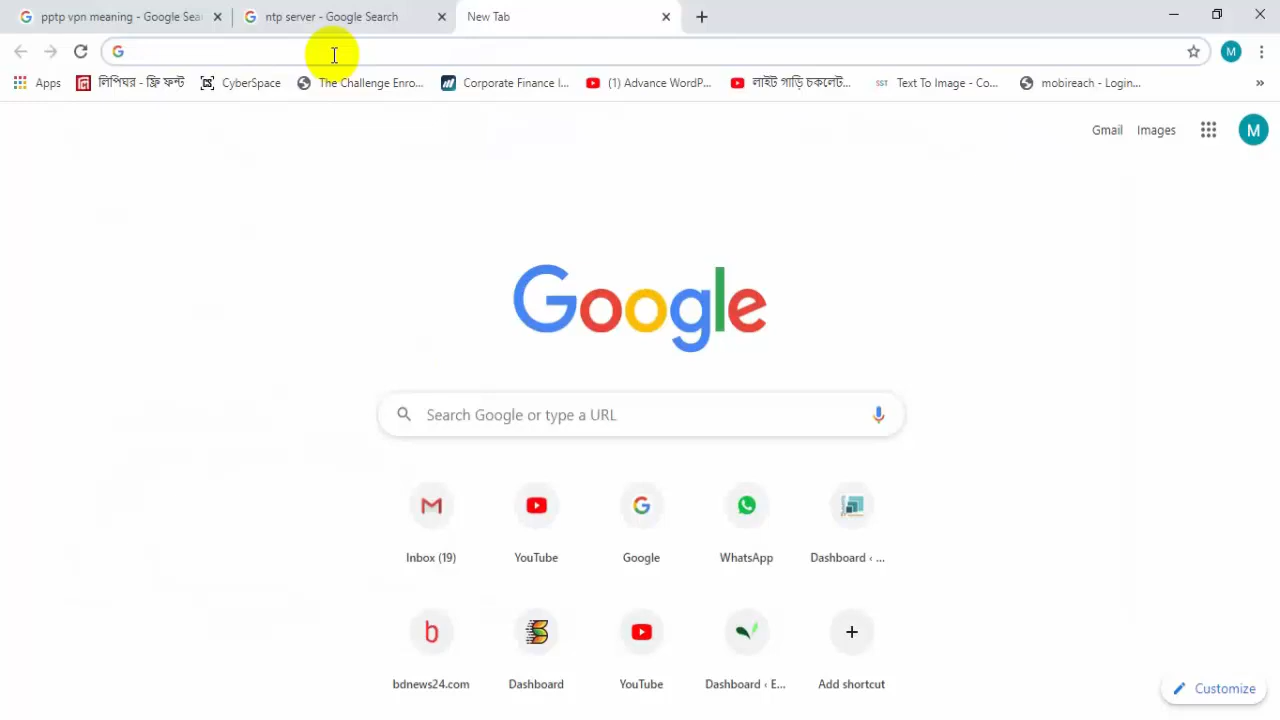 pptp vpn meaning - Google Sea
ntp server - Google Search
New Tab
M
Apps
লিপিঘর - ফ্রি ফন্ট
CyberSpace
The Challenge Enro...
Corporate Finance I...
(1) Advance WordP...
লাইট গাড়ি চকলেট...
SST
Text To Image - Co...
mobireach - Login...
»
Gmail
Images
M
Google
Search Google or type a URL
Inbox (19)
YouTube
Google
WhatsApp
Dashboard ‹ ...
bdnews24.com
Dashboard
YouTube
Dashboard ‹ E...
Add shortcut
Customize